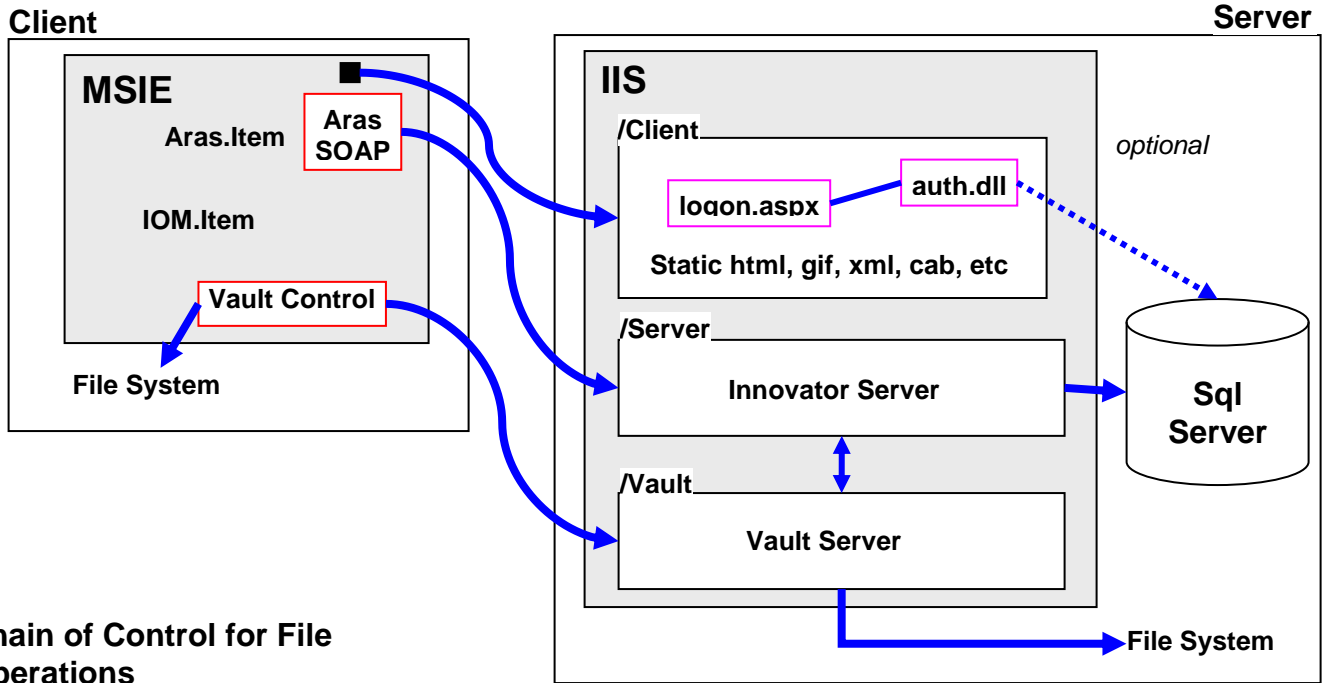 Client
Server
MSIE
Aras.Item
Aras
SOAP
IOM.Item
Vault Control
File System
IIS
/Client
logon.aspx
auth.dll
optional
Static html, gif, xml, cab, etc
/Server
Innovator Server
Sql
Server
/Vault
Vault Server
File System
hain of Control for File
perations